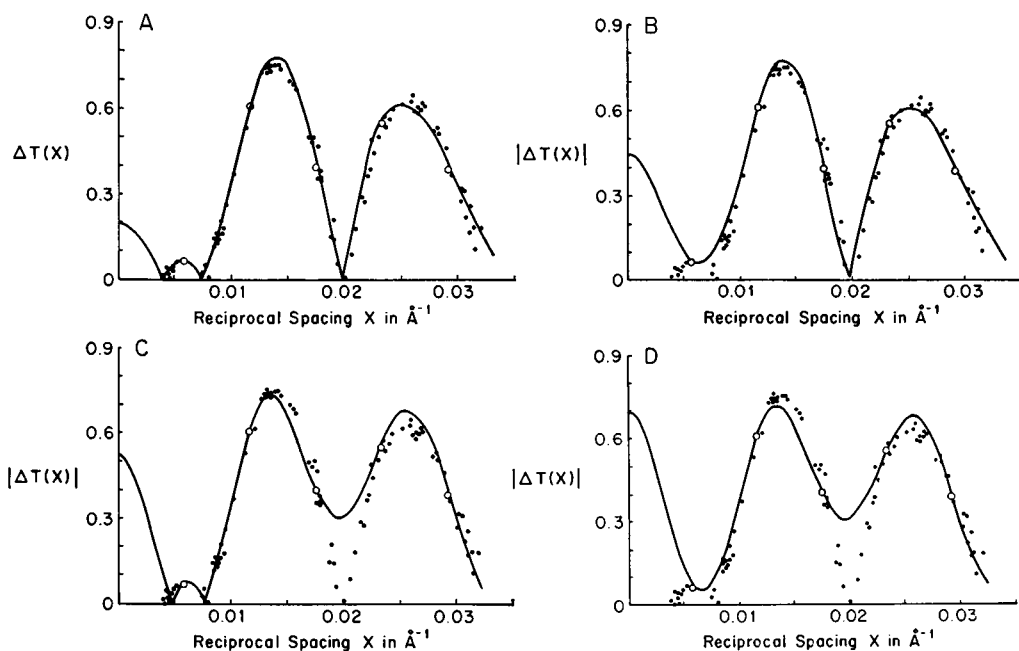 A
0.9
0.6
ΔT(X)
0.3
0
0.01
0.02
0.03
Reciprocal Spacing X in Å⁻¹
B
0.9
0.6
|ΔT(X)|
0.3
0
0.01
0.02
0.03
Reciprocal Spacing X in Å⁻¹
C
0.9
0.6
|ΔT(X)|
0.3
0
0.01
0.02
0.03
Reciprocal Spacing X in Å⁻¹
D
0.9
0.6
|ΔT(X)|
0.3
0
0.01
0.02
0.03
Reciprocal Spacing X in Å⁻¹